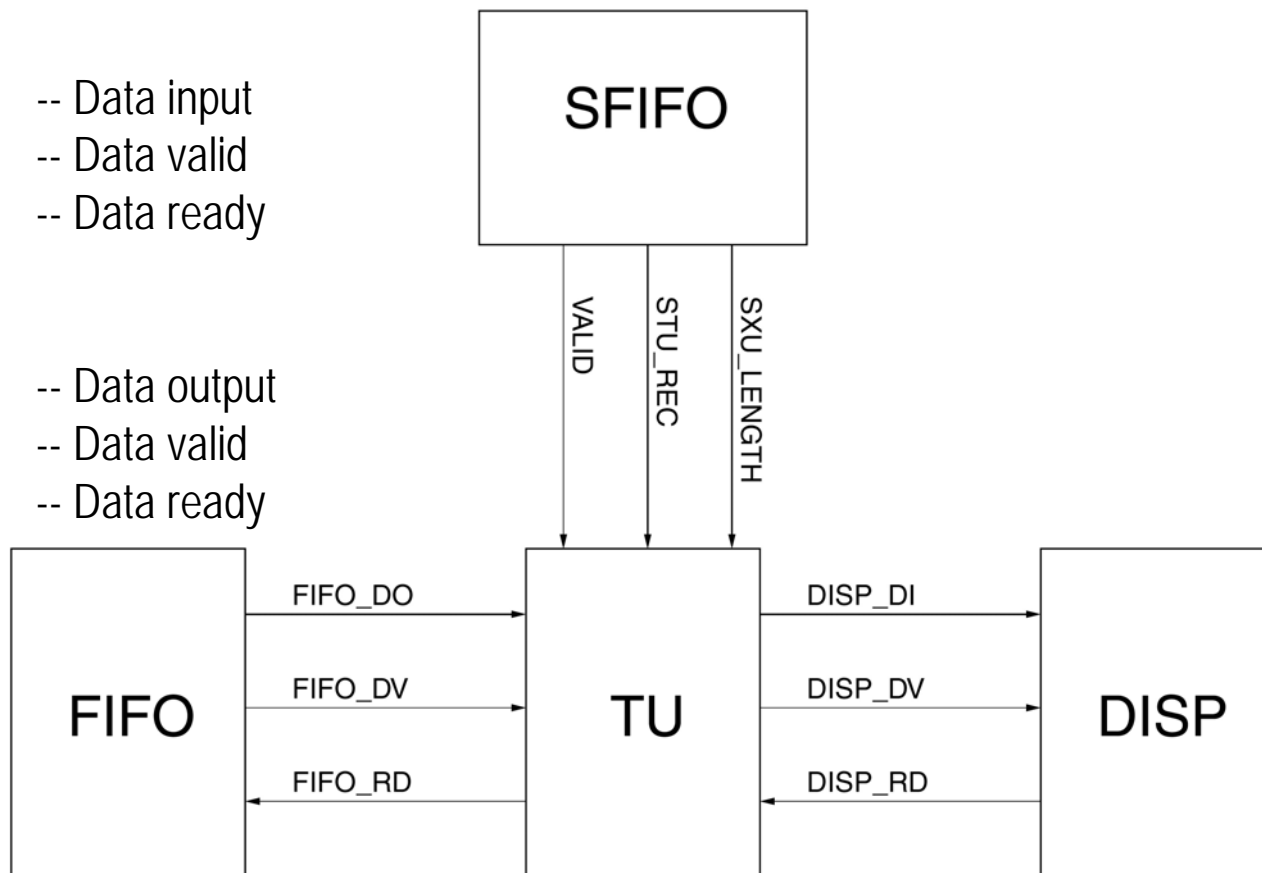 SFIFO
-- Data input
-- Data valid
-- Data ready
VALID
STU_REC
SXU_LENGTH
-- Data output
-- Data valid
-- Data ready
FIFO_DO
DISP_DI
FIFO_DV
DISP_DV
FIFO
TU
DISP
FIFO_RD
DISP_RD